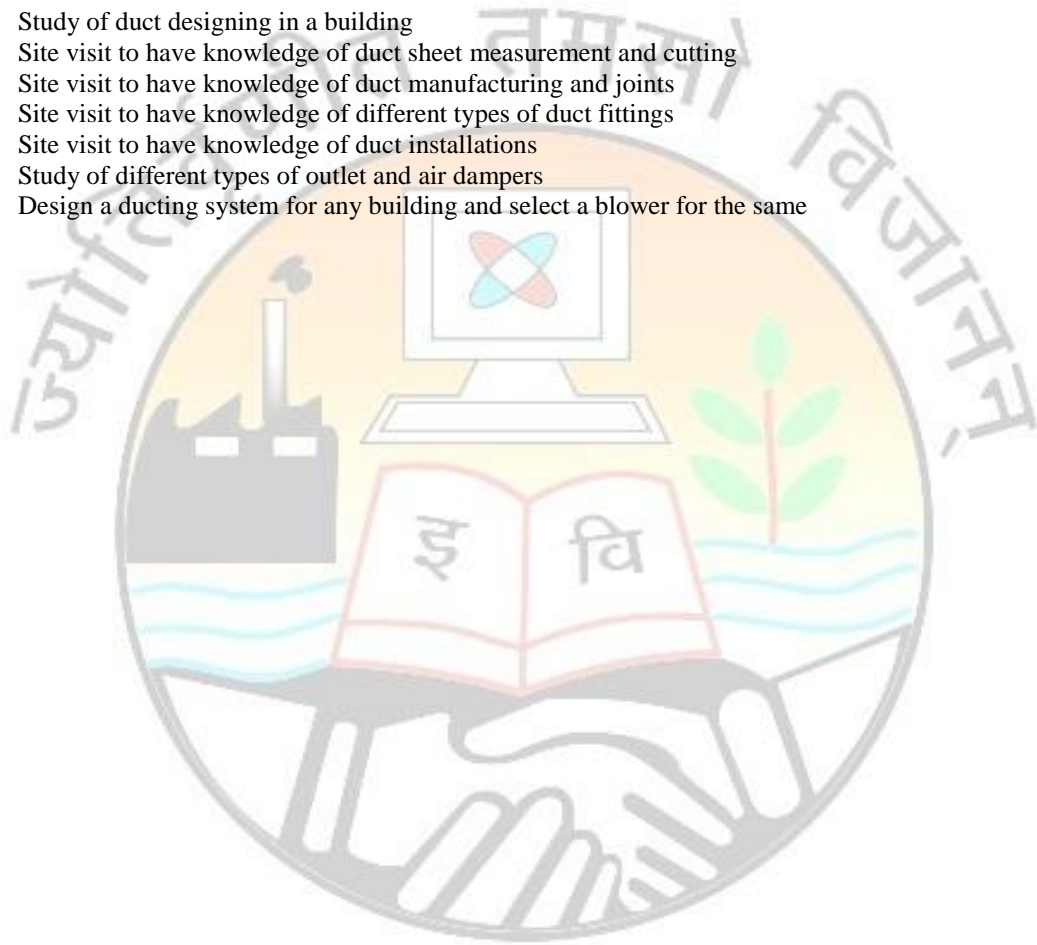 Study of duct designing in a building
Site visit to have knowledge of duct sheet measurement and cutting
Site visit to have knowledge of duct manufacturing and joints
Site visit to have knowledge of different types of duct fittings
Site visit to have knowledge of duct installations
Study of different types of outlet and air dampers
Design a ducting system for any building and select a blower for the same
ज्योतिर्वृणीत तमसो विजानन्
इ वि